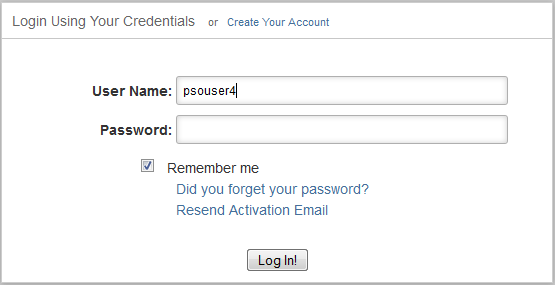 Login Using Your Credentials or Create Your Account
User Name: psouser4
Password:
Remember me
Did you forget your password?
Resend Activation Email
Log In!